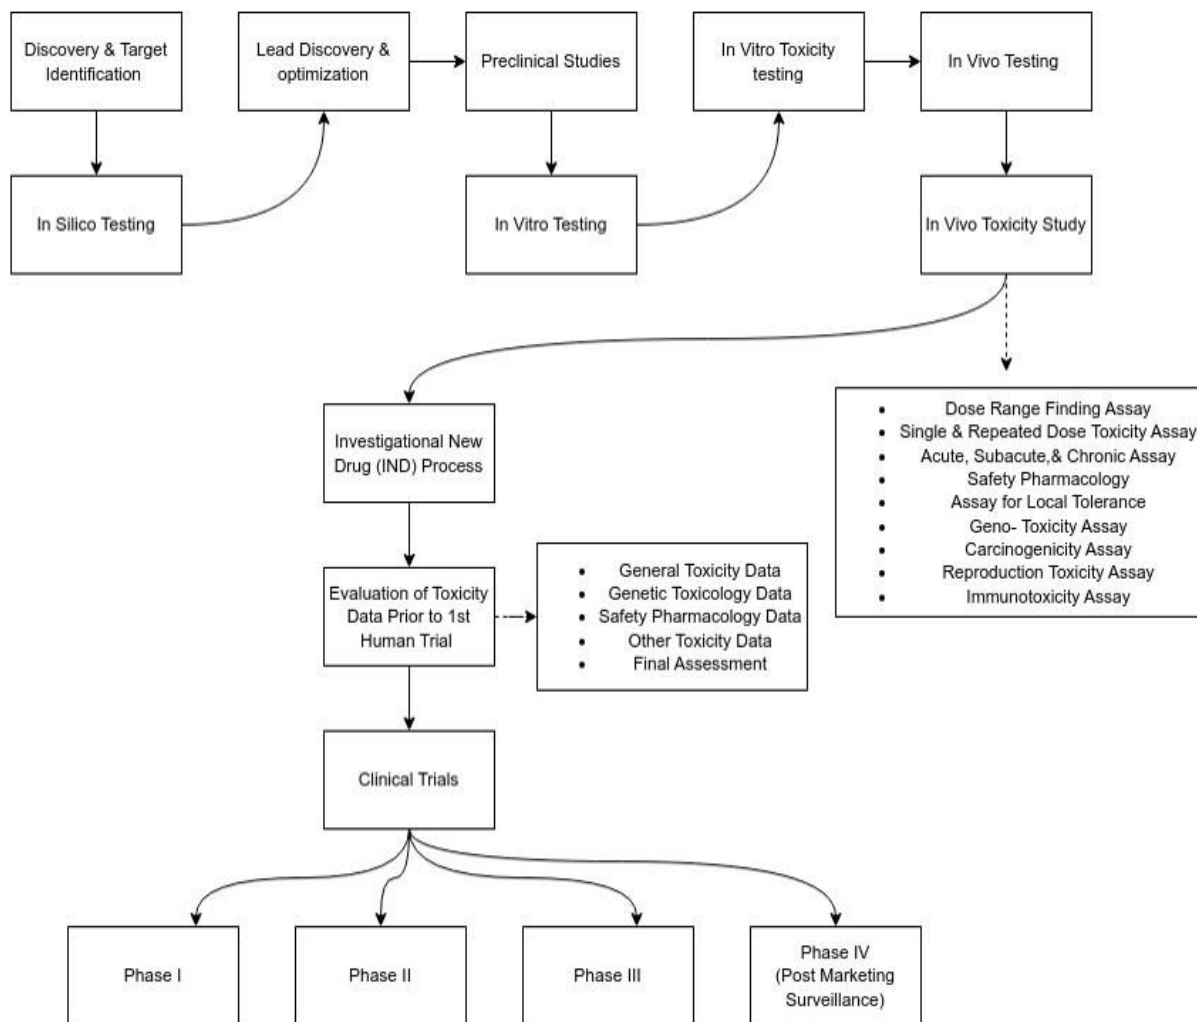 Discovery & Target
Identification
Lead Discovery &
optimization
Preclinical Studies
In Vitro Toxicity
testing
In Vivo Testing
In Silico Testing
In Vitro Testing
In Vivo Toxicity Study
Investigational New
Drug (IND) Process
• Dose Range Finding Assay
• Single & Repeated Dose Toxicity Assay
• Acute, Subacute,& Chronic Assay
• Safety Pharmacology
• Assay for Local Tolerance
• Geno- Toxicity Assay
• Carcinogenicity Assay
• Reproduction Toxicity Assay
• Immunotoxicity Assay
Evaluation of Toxicity
Data Prior to 1st
Human Trial
• General Toxicity Data
• Genetic Toxicology Data
• Safety Pharmacology Data
• Other Toxicity Data
• Final Assessment
Clinical Trials
Phase I
Phase II
Phase III
Phase IV
(Post Marketing
Surveillance)